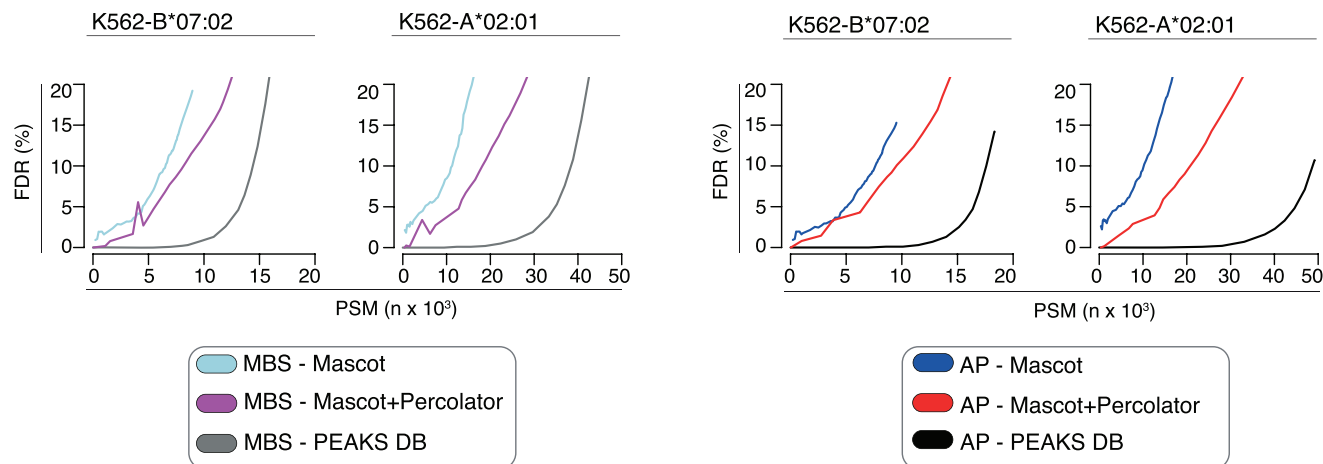 K562-B*07:02
K562-A*02:01
K562-B*07:02
K562-A*02:01
FDR (%)
20
15
10
5
0
0 5 10 15 20
20
15
10
5
0
0 10 20 30 40 50
PSM (n x 10³)
FDR (%)
20
15
10
5
0
0 5 10 15 20
20
15
10
5
0
0 10 20 30 40 50
PSM (n x 10³)
MBS - Mascot
MBS - Mascot+Percolator
MBS - PEAKS DB
AP - Mascot
AP - Mascot+Percolator
AP - PEAKS DB